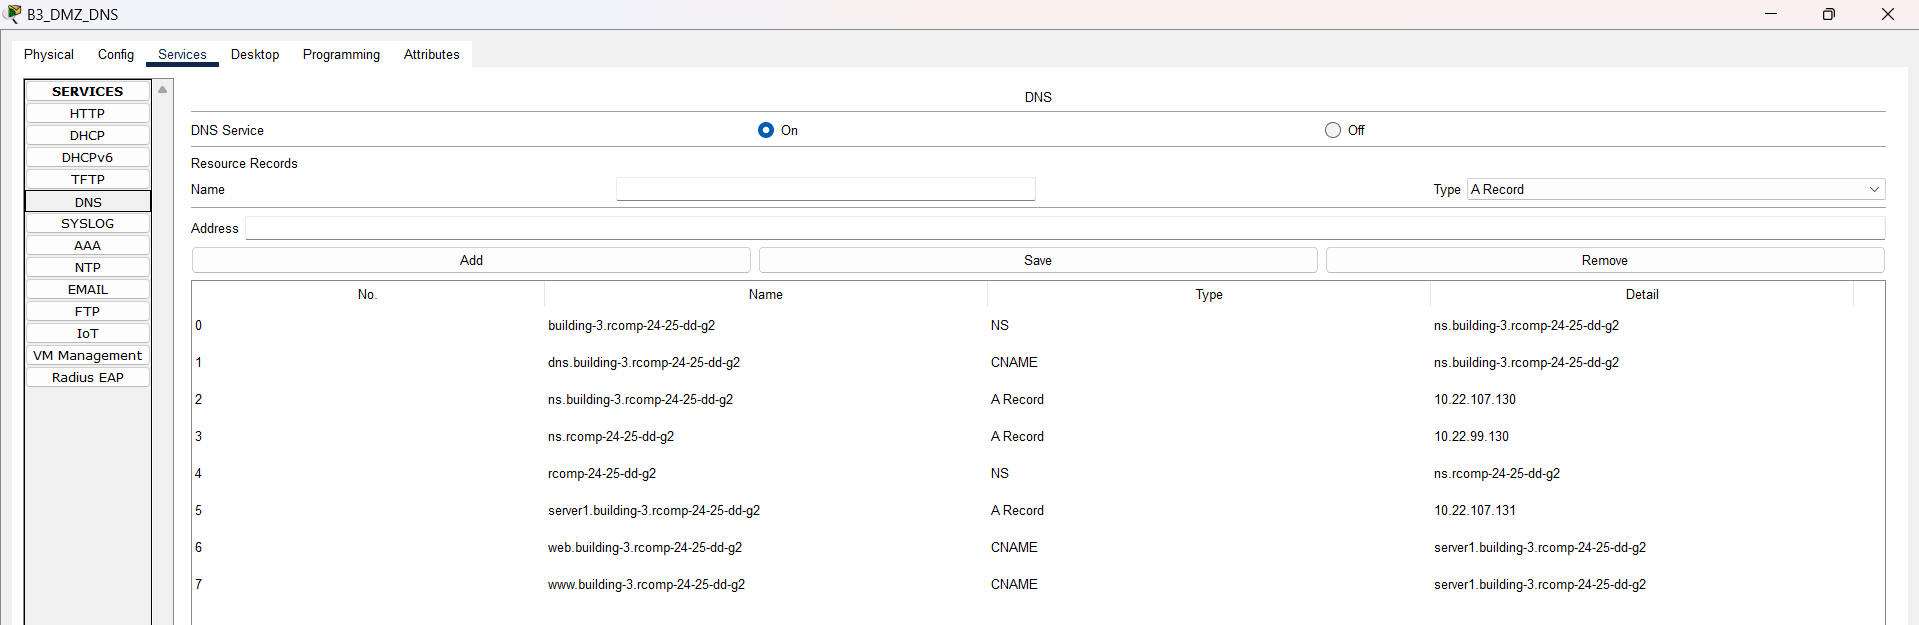 B3_DMZ_DNS
Physical Config Services Desktop Programming Attributes
SERVICES
HTTP
DHCP
DHCPv6
TFTP
DNS
SYSLOG
AAA
NTP
EMAIL
FTP
IoT
VM Management
Radius EAP
DNS
DNS Service On Off
Resource Records
Name Type A Record
Address
Add Save Remove
No. Name Type Detail
0 building-3.rcomp-24-25-dd-g2 NS ns.building-3.rcomp-24-25-dd-g2
1 dns.building-3.rcomp-24-25-dd-g2 CNAME ns.building-3.rcomp-24-25-dd-g2
2 ns.building-3.rcomp-24-25-dd-g2 A Record 10.22.107.130
3 ns.rcomp-24-25-dd-g2 A Record 10.22.99.130
4 rcomp-24-25-dd-g2 NS ns.rcomp-24-25-dd-g2
5 server1.building-3.rcomp-24-25-dd-g2 A Record 10.22.107.131
6 web.building-3.rcomp-24-25-dd-g2 CNAME server1.building-3.rcomp-24-25-dd-g2
7 www.building-3.rcomp-24-25-dd-g2 CNAME server1.building-3.rcomp-24-25-dd-g2